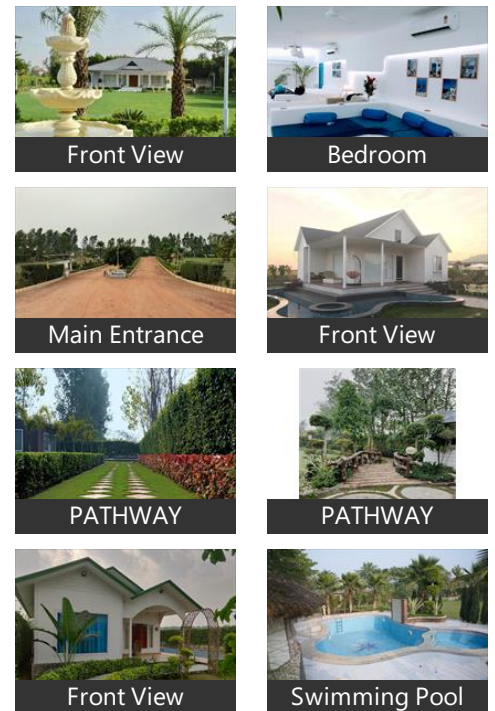 Front View
Bedroom
Main Entrance
Front View
PATHWAY
PATHWAY
Front View
Swimming Pool